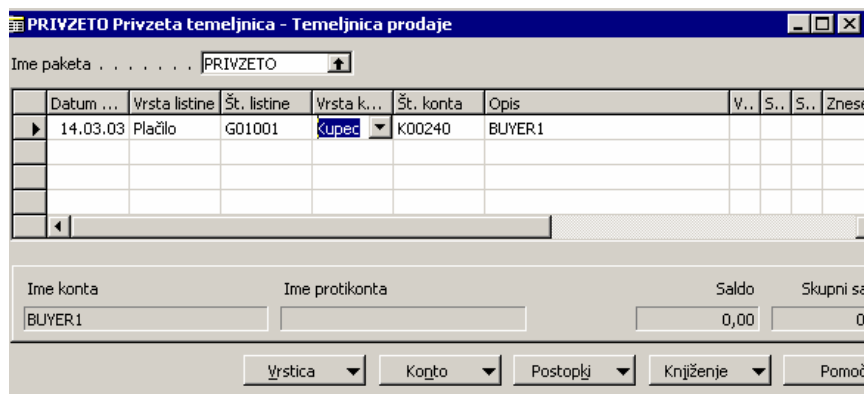 PRIVZETO Privzeta temeljnica - Temeljnica prodaje
Ime paketa . . . . . . . PRIVZETO
Datum ... Vrsta listine Št. listine Vrsta k... Št. konta Opis V.. S.. S.. Znese
14.03.03 Plačilo G01001 Kupec K00240 BUYER1
Ime konta Ime protikonta Saldo Skupni sa
BUYER1 0,00 0
Vrstica Konto Postopki Knjiženje Pomoč